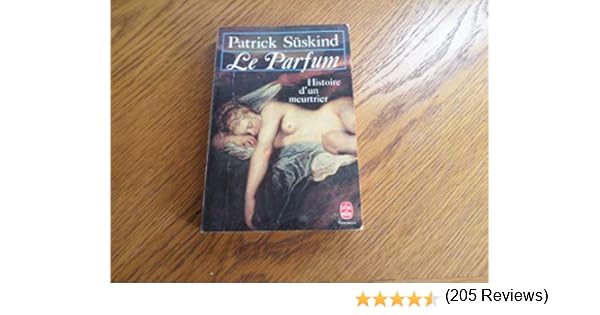 Patrick Süskind
Le Parfum
Histoire
d'un
meurtrier
(205 Reviews)